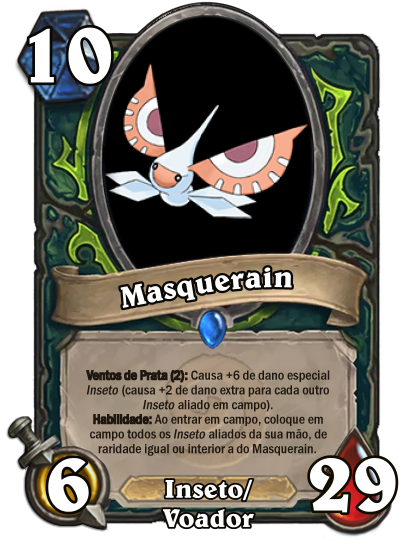 10
Masquerain
Ventos de Prata (2): Causa +6 de dano especial
Inseto (causa +2 de dano extra para cada outro
Inseto aliado em campo).
Habilidade: Ao entrar em campo, coloque em
campo todos os Inseto aliados da sua mão, de
raridade igual ou interior a do Masquerain.
6
Inseto/
Voador
29